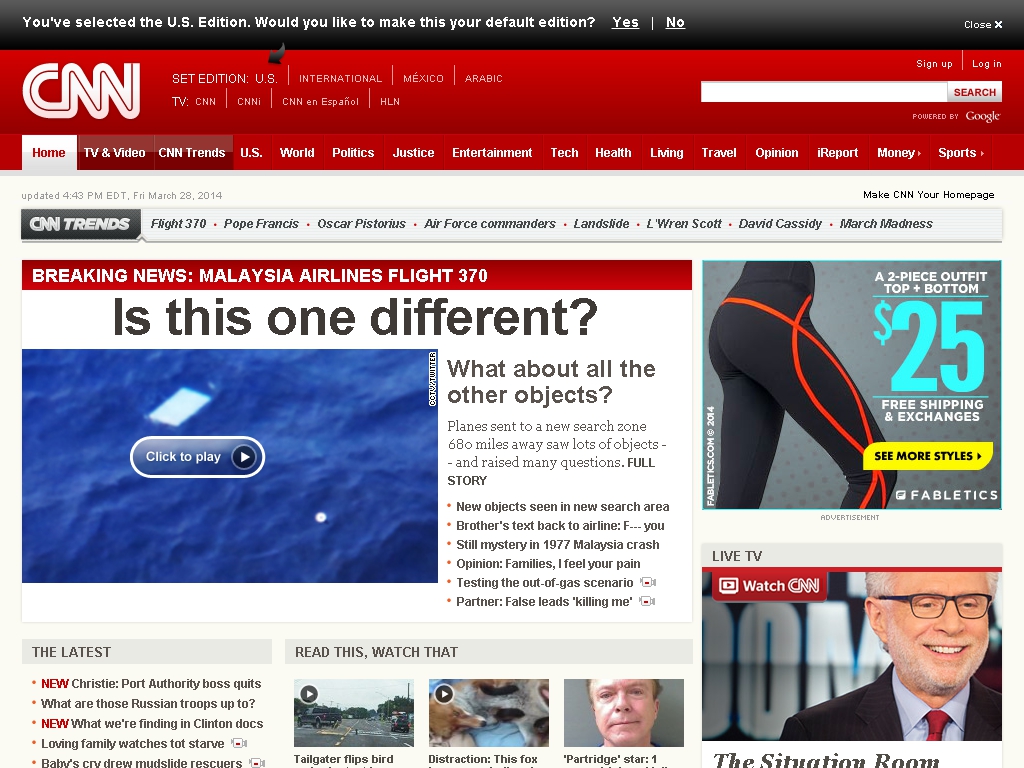 You've selected the U.S. Edition. Would you like to make this your default edition? Yes | No
Close ×
CNN
SET EDITION: U.S. INTERNATIONAL MÉXICO ARABIC
TV: CNN CNNi CNN en Español HLN
Sign up Log in
SEARCH
POWERED BY Google
Home TV & Video CNN Trends U.S. World Politics Justice Entertainment Tech Health Living Travel Opinion iReport Money Sports
updated 4:43 PM EDT, Fri March 28, 2014
Make CNN Your Homepage
CNN TRENDS Flight 370 • Pope Francis • Oscar Pistorius • Air Force commanders • Landslide • L'Wren Scott • David Cassidy • March Madness
BREAKING NEWS: MALAYSIA AIRLINES FLIGHT 370
Is this one different?
CCTV/TWITTER
Click to play
What about all the
other objects?
Planes sent to a new search zone
680 miles away saw lots of objects -
- and raised many questions. FULL
STORY
• New objects seen in new search area
• Brother's text back to airline: F--- you
• Still mystery in 1977 Malaysia crash
• Opinion: Families, I feel your pain
• Testing the out-of-gas scenario
• Partner: False leads 'killing me'
A 2-PIECE OUTFIT
TOP + BOTTOM
$25
FREE SHIPPING
& EXCHANGES
SEE MORE STYLES
FABLETICS
FABLETICS.COM © 2014
ADVERTISEMENT
LIVE TV
Watch CNN
The Situation Room
THE LATEST
• NEW Christie: Port Authority boss quits
• What are those Russian troops up to?
• NEW What we're finding in Clinton docs
• Loving family watches tot starve
• Baby's cry drew mudslide rescuers
READ THIS, WATCH THAT
Tailgater flips bird
Distraction: This fox
'Partridge' star: 1